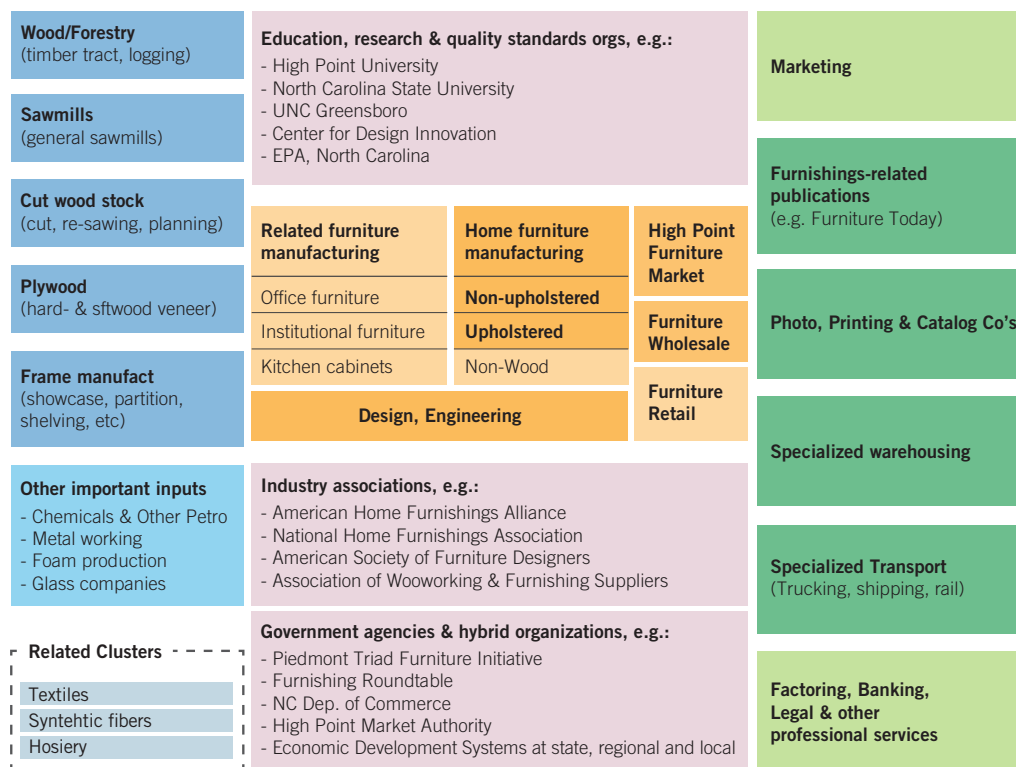 Wood/Forestry
(timber tract, logging)
Sawmills
(general sawmills)
Cut wood stock
(cut, re-sawing, planning)
Plywood
(hard- & sftwood veneer)
Frame manufact
(showcase, partition,
shelving, etc)
Other important inputs
- Chemicals & Other Petro
- Metal working
- Foam production
- Glass companies
Related Clusters
Textiles
Syntehtic fibers
Hosiery
Education, research & quality standards orgs, e.g.:
- High Point University
- North Carolina State University
- UNC Greensboro
- Center for Design Innovation
- EPA, North Carolina
Related furniture
manufacturing
Office furniture
Institutional furniture
Kitchen cabinets
Home furniture
manufacturing
Non-upholstered
Upholstered
Non-Wood
Design, Engineering
High Point
Furniture
Market
Furniture
Wholesale
Furniture
Retail
Industry associations, e.g.:
- American Home Furnishings Alliance
- National Home Furnishings Association
- American Society of Furniture Designers
- Association of Wooworking & Furnishing Suppliers
Government agencies & hybrid organizations, e.g.:
- Piedmont Triad Furniture Initiative
- Furnishing Roundtable
- NC Dep. of Commerce
- High Point Market Authority
- Economic Development Systems at state, regional and local
Marketing
Furnishings-related
publications
(e.g. Furniture Today)
Photo, Printing & Catalog Co's
Specialized warehousing
Specialized Transport
(Trucking, shipping, rail)
Factoring, Banking,
Legal & other
professional services